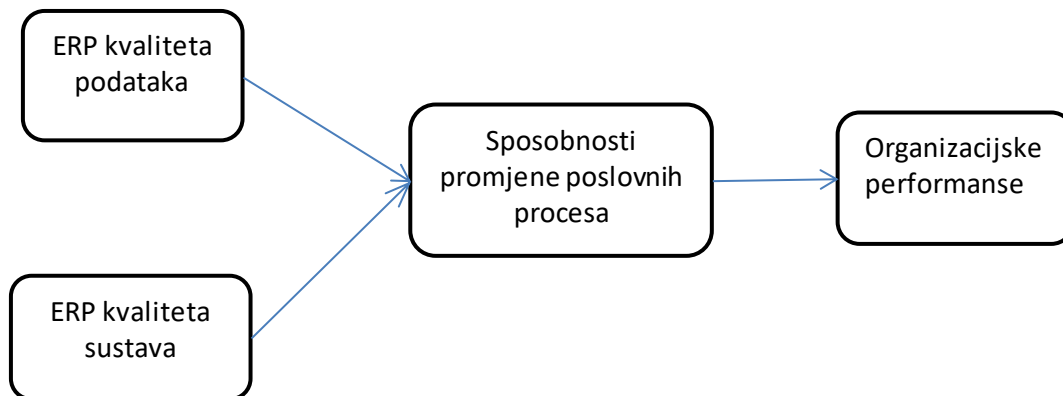 ERP kvaliteta
podataka
Sposobnosti
promjene poslovnih
procesa
Organizacijske
performanse
ERP kvaliteta
sustava